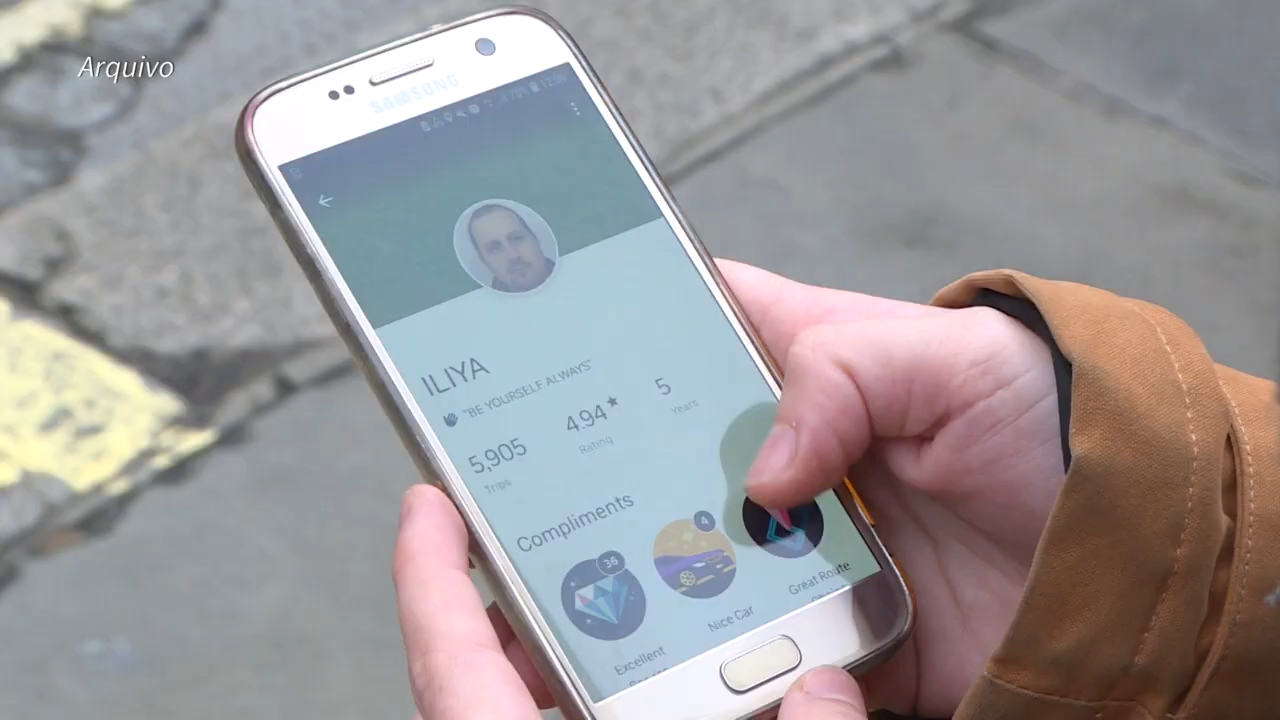 Arquivo
SAMSUNG
ILIYA
"BE YOURSELF ALWAYS"
5,905
Trips
4.94★
Rating
5
Years
Compliments
36
Excellent
4
Nice Car
Great Route